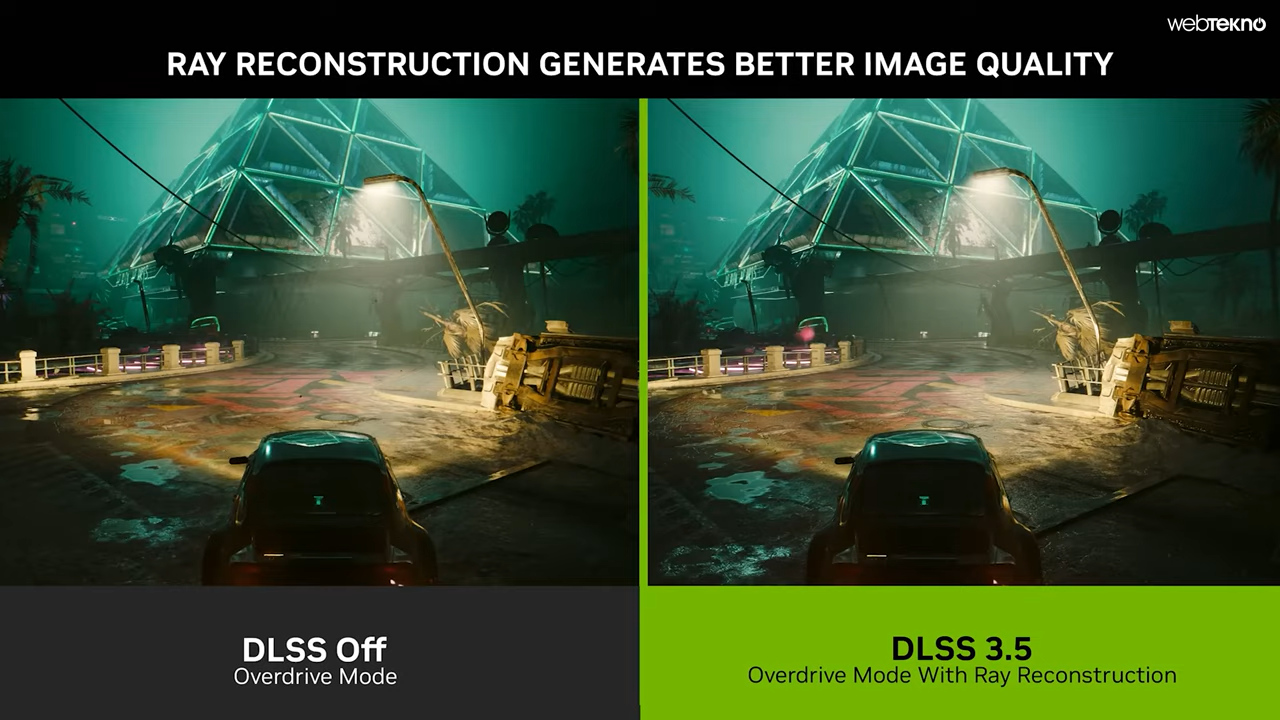 webtekno
RAY RECONSTRUCTION GENERATES BETTER IMAGE QUALITY
DLSS Off
Overdrive Mode
DLSS 3.5
Overdrive Mode With Ray Reconstruction